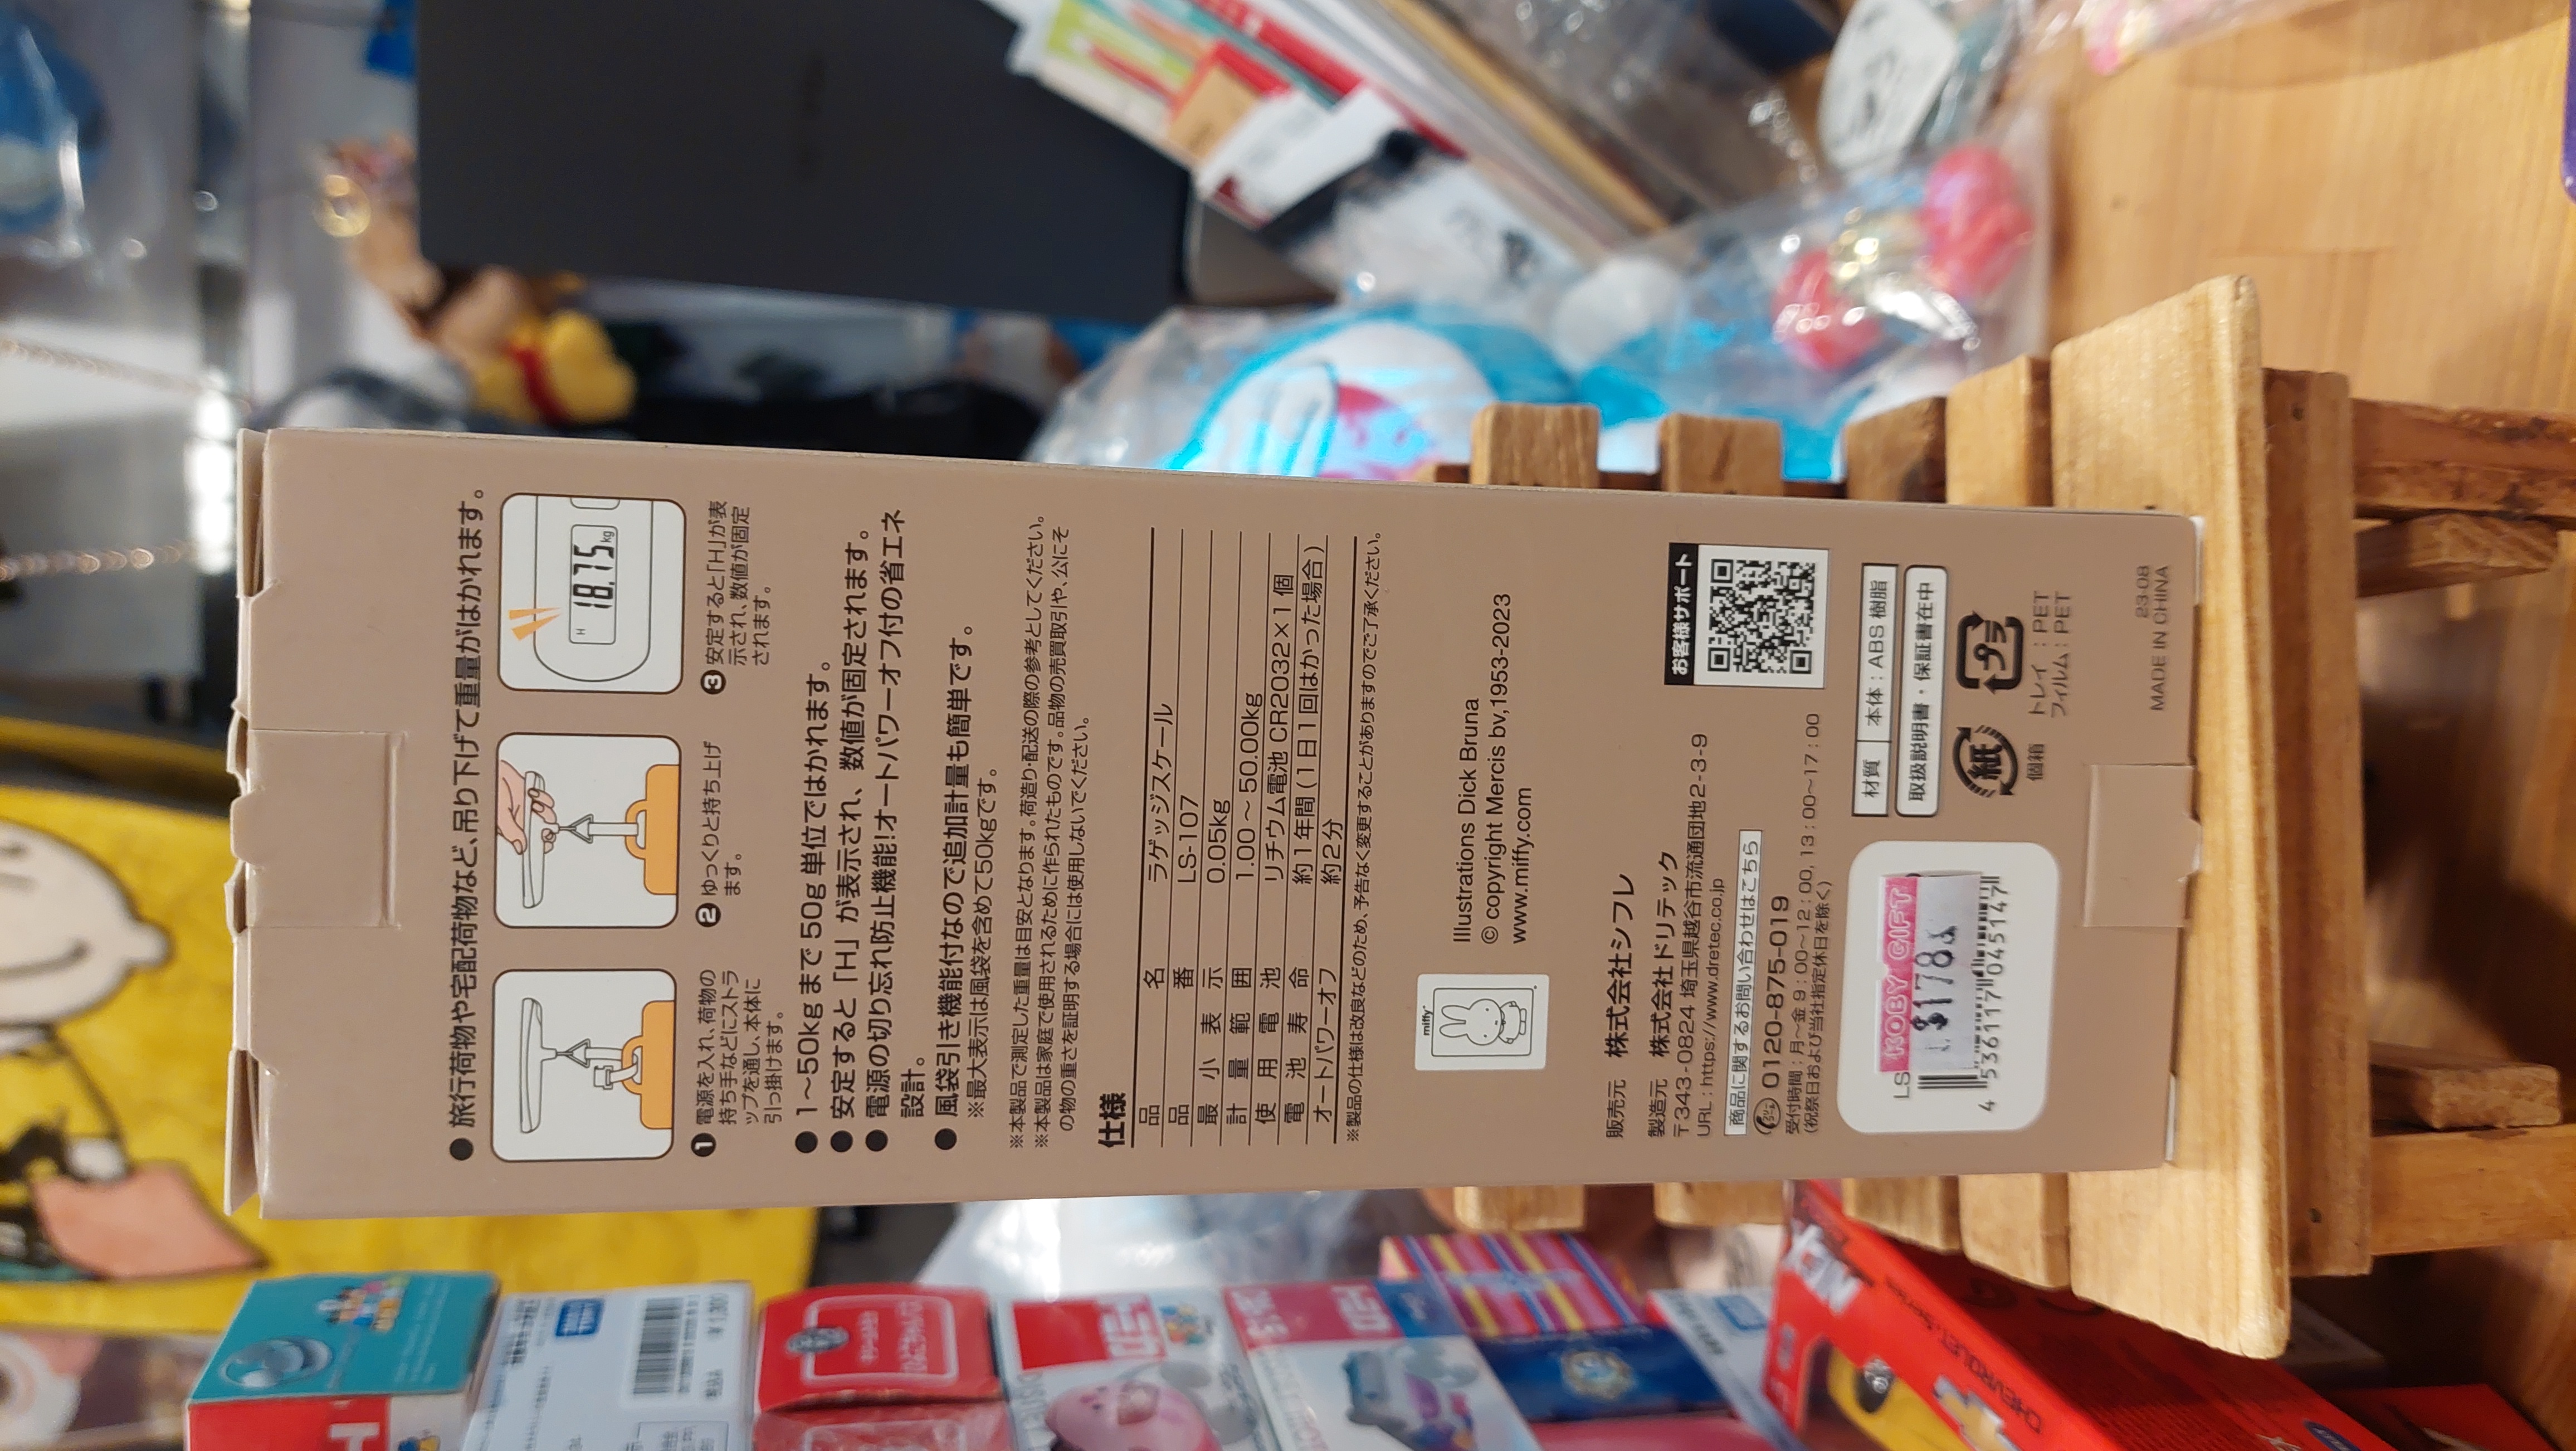 ●旅行荷物や宅配荷物など、吊り下げて重量がはかれます。
H
18.75kg
❶電源を入れ、荷物の
持ち手などにストラ
ップを通し、本体に
引っ掛けます。
❷ゆっくりと持ち上げ
ます。
❸安定すると「H」が表
示され、数値が固定
されます。
●1〜50kgまで50g単位ではかれます。
●安定すると「H」が表示され、数値が固定されます。
●電源の切り忘れ防止機能!オートパワーオフ付の省エネ
設計。
●風袋引き機能付なので追加計量も簡単です。
※最大表示は風袋を含めて50kgです。
※本製品で測定した重量は目安となります。荷造り・配送の際の参考としてください。
※本製品は家庭で使用されるために作られたものです。品物の売買取引や、公にそ
の物の重さを証明する場合には使用しないでください。
仕様
品名 ラゲッジスケール
品番 LS-107
最小表示 0.05kg
計量範囲 1.00〜50.00kg
使用電池 リチウム電池 CR2032×1個
電池寿命 約1年間(1日1回はかった場合)
オートパワーオフ 約2分
※製品の仕様は改良などのため、予告なく変更することがありますのでご了承ください。
miffy
Illustrations Dick Bruna
© copyright Mercis bv,1953-2023
www.miffy.com
販売元 株式会社シフレ
製造元 株式会社ドリテック
〒343-0824 埼玉県越谷市流通団地2-3-9
URL:https://www.dretec.co.jp
商品に関するお問い合わせはこちら
0120-875-019
受付時間:月〜金 9:00〜12:00, 13:00〜17:00
(祝祭日および当社指定休日を除く)
お客様サポート
材質 本体:ABS樹脂
取扱説明書・保証書在中
紙
個箱
プラ
トレイ:PET
フィルム:PET
LS
KOBY GIFT
$178
4 536117 045147
23-08
MADE IN CHINA
¥1,300
CHEVROLET